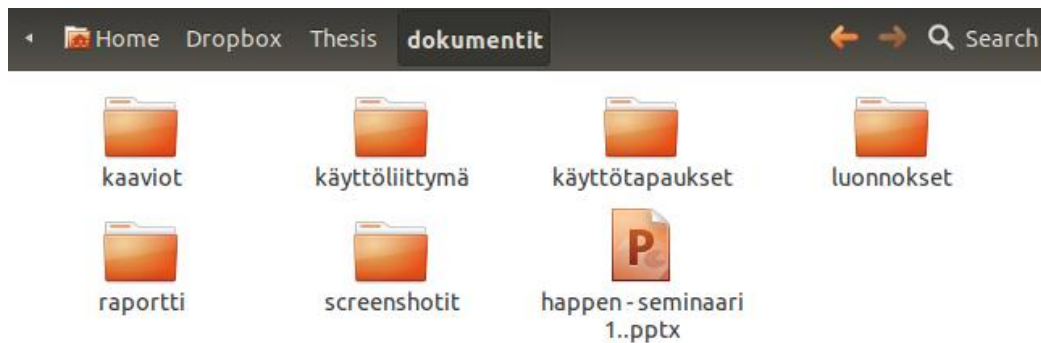 Home Dropbox Thesis dokumentit Search
kaaviot käyttöliittymä käyttötapaukset luonnokset
raportti screenshotit happen - seminaari
1..pptx